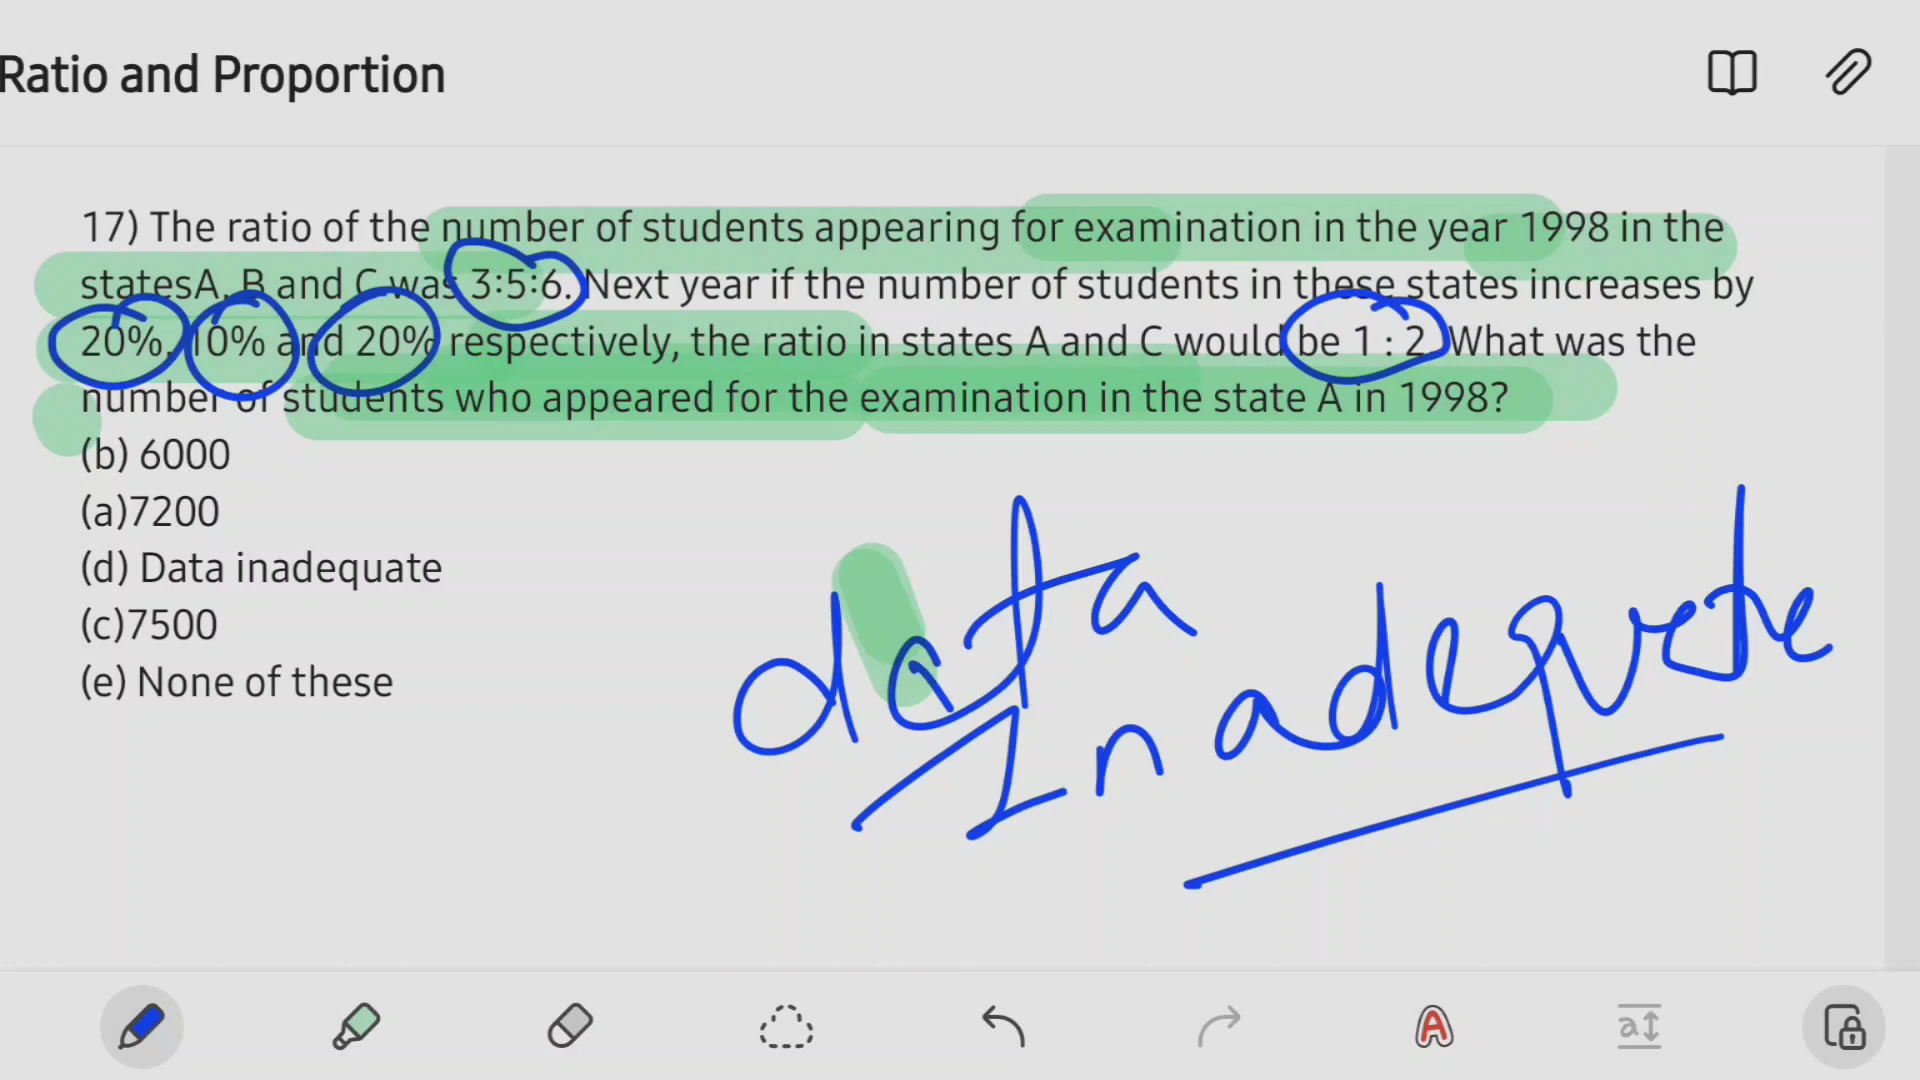 Ratio and Proportion
17) The ratio of the number of students appearing for examination in the year 1998 in the
statesA, B and C was 3:5:6. Next year if the number of students in these states increases by
20%, 10% and 20% respectively, the ratio in states A and C would be 1 : 2. What was the
number of students who appeared for the examination in the state A in 1998?
(b) 6000
(a)7200
(d) Data inadequate
(c)7500
(e) None of these
data
Inadequate
A
a